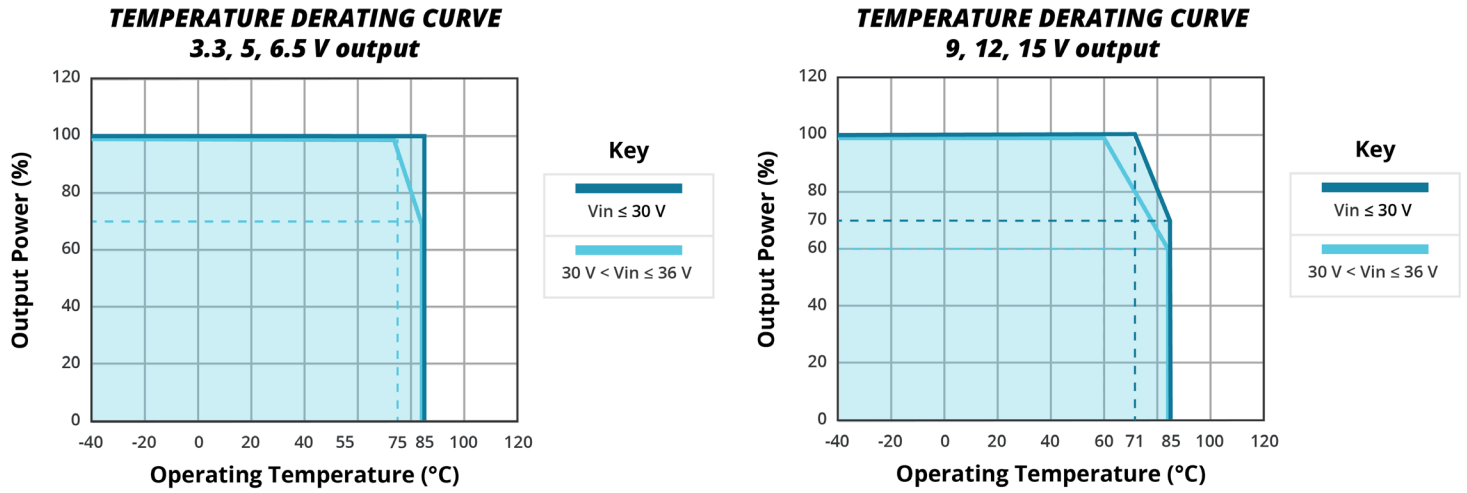 TEMPERATURE DERATING CURVE
3.3, 5, 6.5 V output
120
100
80
60
40
20
0
-40 -20 0 20 40 55 75 85 100 120
Output Power (%)
Operating Temperature (°C)
Key
Vin ≤ 30 V
30 V < Vin ≤ 36 V
TEMPERATURE DERATING CURVE
9, 12, 15 V output
120
100
80
70
60
40
20
0
-40 -20 0 20 40 60 71 85 100 120
Output Power (%)
Operating Temperature (°C)
Key
Vin ≤ 30 V
30 V < Vin ≤ 36 V